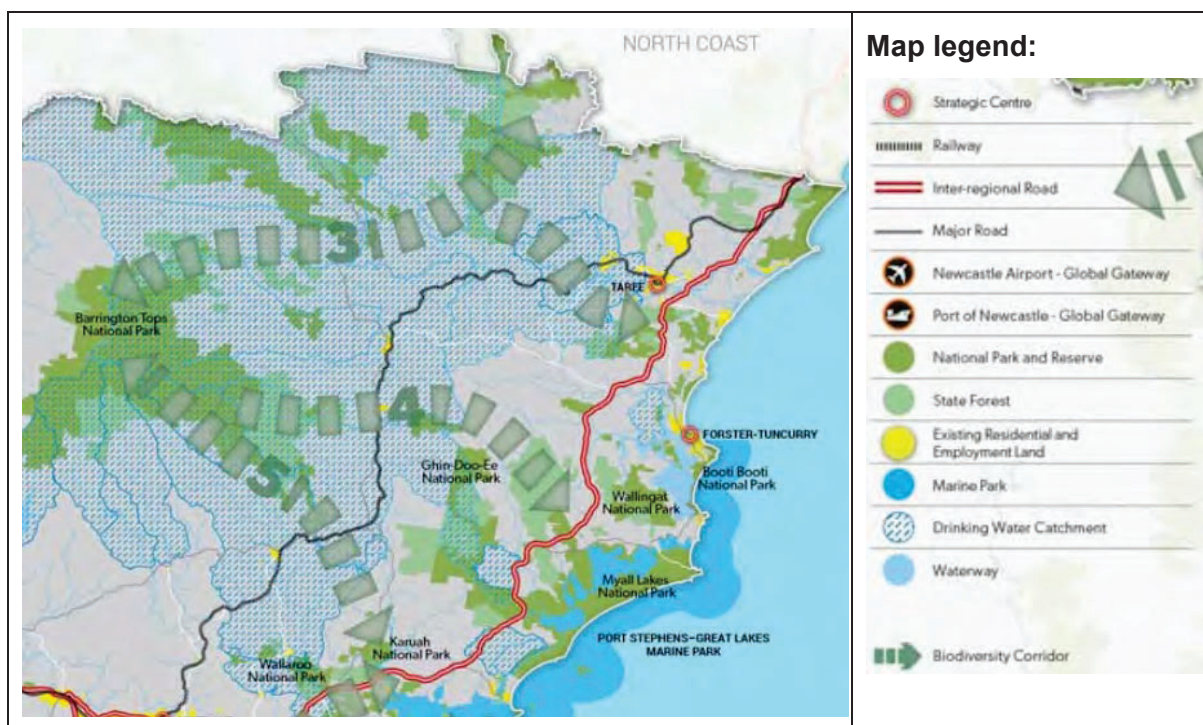 NORTH COAST
3
TAREE
Barrington Tops
National Park
4
FORSTER-TUNCURRY
Ghin-Doo-Ee
National Park
Booti Booti
National Park
5
Wallingat
National Park
Myall Lakes
National Park
PORT STEPHENS–GREAT LAKES
MARINE PARK
Karuah
National Park
Wallaroo
National Park
Map legend:
Strategic Centre
Railway
Inter-regional Road
Major Road
Newcastle Airport - Global Gateway
Port of Newcastle - Global Gateway
National Park and Reserve
State Forest
Existing Residential and
Employment Land
Marine Park
Drinking Water Catchment
Waterway
Biodiversity Corridor